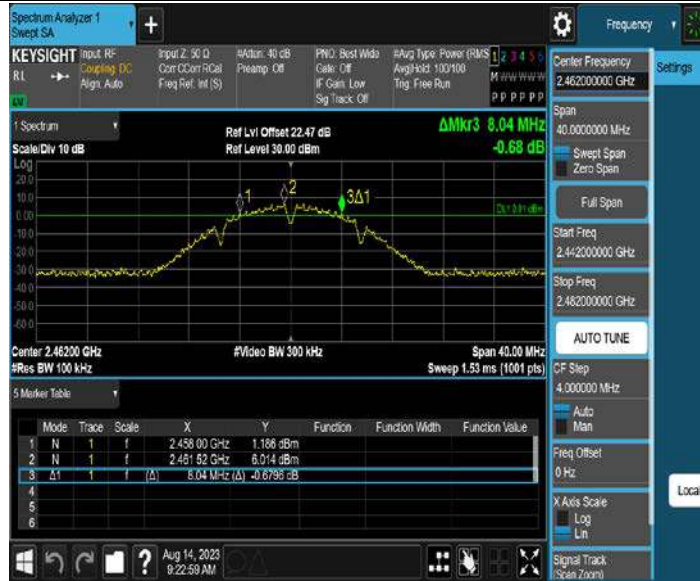 Spectrum Analyzer 1
Swept SA
+
Frequency
KEYSIGHT
RL
Input: RF
Coupling: DC
Align: Auto
Input Z: 50 Ω
Corr CCorr RCal
Freq Ref: Int (S)
#Atten: 40 dB
Preamp: Off
PNO: Best Wide
Gate: Off
IF Gain: Low
Sig Track: Off
#Avg Type: Power (RMS
Avg|Hold: 100/100
Trig: Free Run
1 2 3 4 5 6
M W W W W W
P P P P P P
1 Spectrum
Scale/Div 10 dB
Log
Ref Lvl Offset 22.47 dB
Ref Level 30.00 dBm
ΔMkr3 8.04 MHz
-0.68 dB
20.0
10.0
0.00
-10.0
-20.0
-30.0
-40.0
-50.0
-60.0
1
2
3Δ1
Center 2.46200 GHz
#Res BW 100 kHz
#Video BW 300 kHz
Span 40.00 MHz
Sweep 1.53 ms (1001 pts)
5 Marker Table
Mode Trace Scale X Y Function Function Width Function Value
1 N 1 f 2.458 00 GHz 1.186 dBm
2 N 1 f 2.461 52 GHz 6.014 dBm
3 Δ1 1 f (Δ) 8.04 MHz (Δ) -0.6796 dB
4
5
6
Aug 14, 2023
9:22:59 AM
Center Frequency
2.462000000 GHz
Span
40.0000000 MHz
Swept Span
Zero Span
Full Span
Start Freq
2.442000000 GHz
Stop Freq
2.482000000 GHz
AUTO TUNE
CF Step
4.000000 MHz
Auto
Man
Freq Offset
0 Hz
X Axis Scale
Log
Lin
Signal Track
(Span Zoom)
Settings
Local